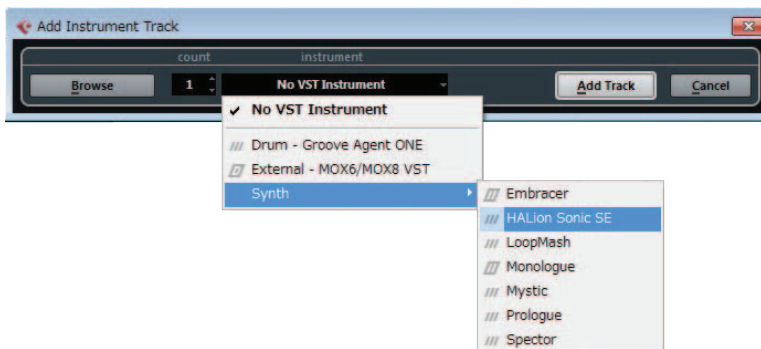 Add Instrument Track
count instrument
Browse 1 No VST Instrument Add Track Cancel
No VST Instrument
Drum - Groove Agent ONE
External - MOX6/MOX8 VST
Synth
Embracer
HALion Sonic SE
LoopMash
Monologue
Mystic
Prologue
Spector